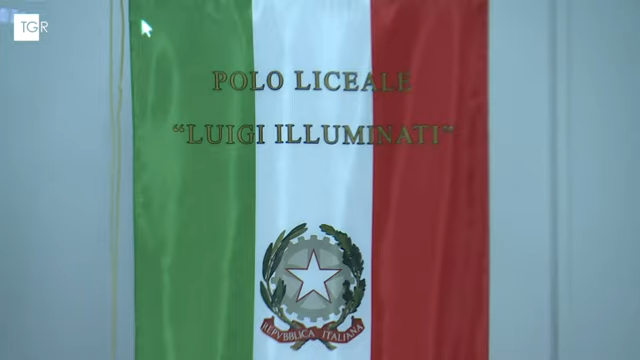 TGR
POLO LICEALE
“LUIGI ILLUMINATI”
REPVBBLICA ITALIANA